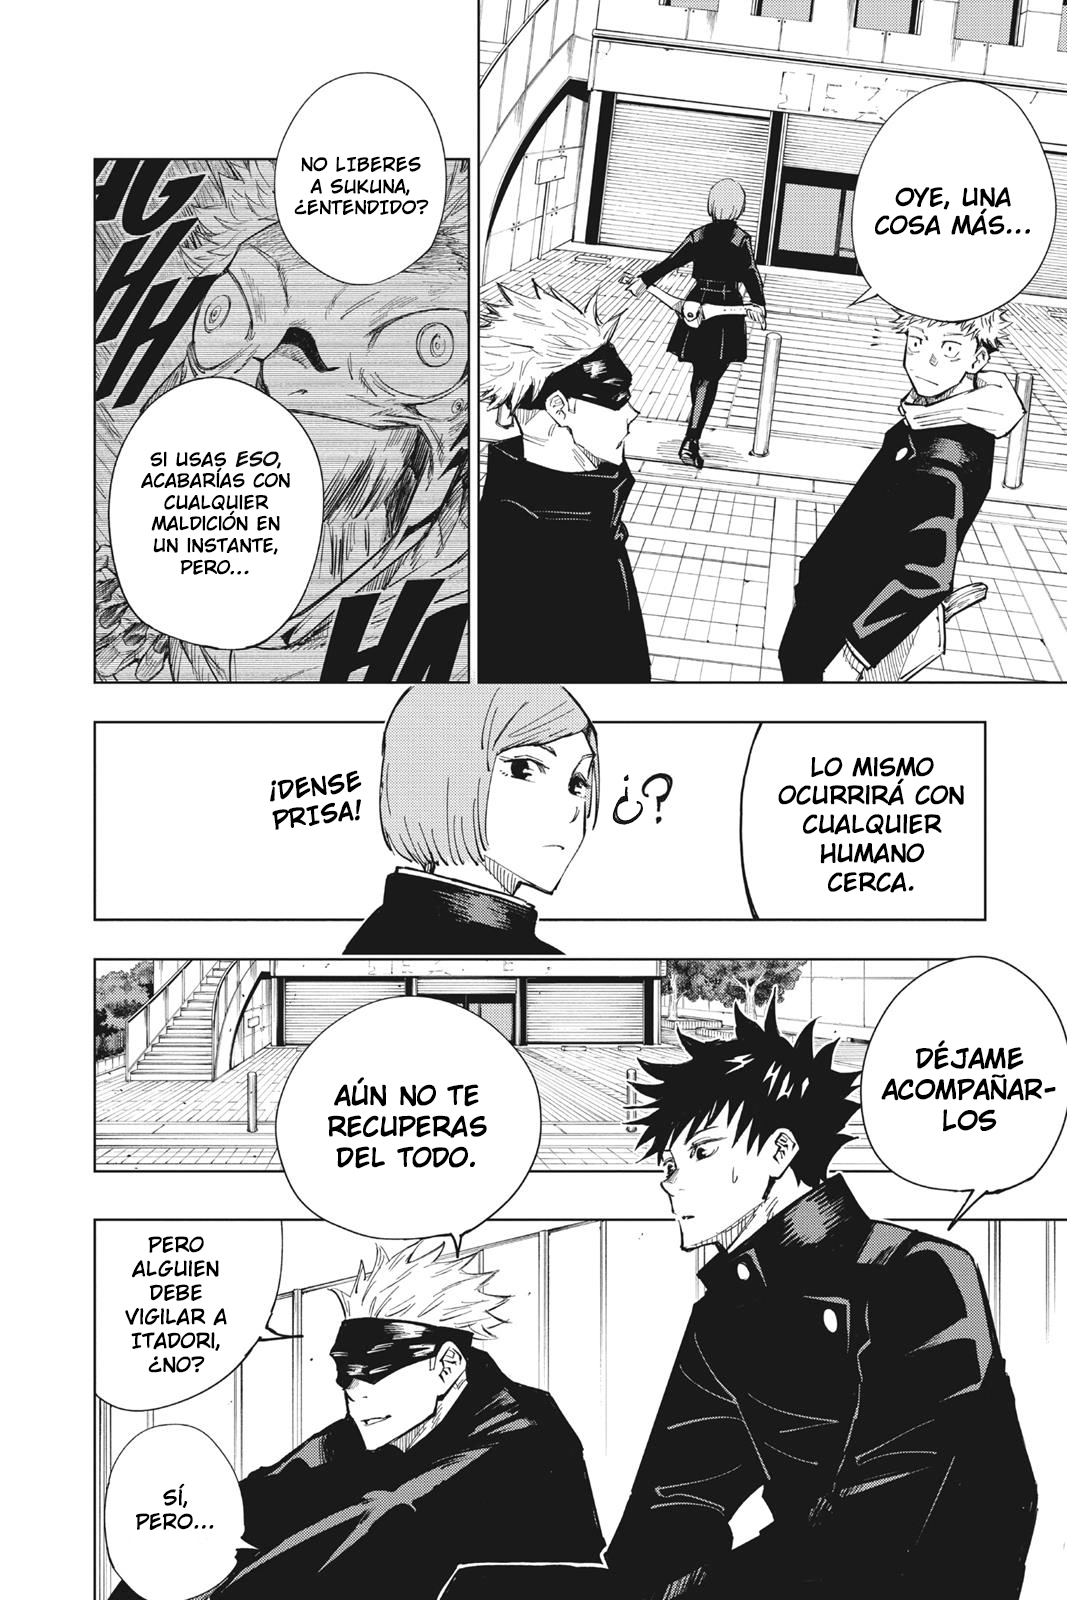 OYE, UNA
COSA MÁS...
NO LIBERES
A SUKUNA,
¿ENTENDIDO?
SI USAS ESO,
ACABARÍAS CON
CUALQUIER
MALDICIÓN EN
UN INSTANTE,
PERO...
LO MISMO
OCURRIRÁ CON
CUALQUIER
HUMANO
CERCA.
¿?
¡DENSE
PRISA!
DÉJAME
ACOMPAÑAR-
LOS
AÚN NO TE
RECUPERAS
DEL TODO.
PERO
ALGUIEN
DEBE
VIGILAR A
ITADORI,
¿NO?
SÍ,
PERO...